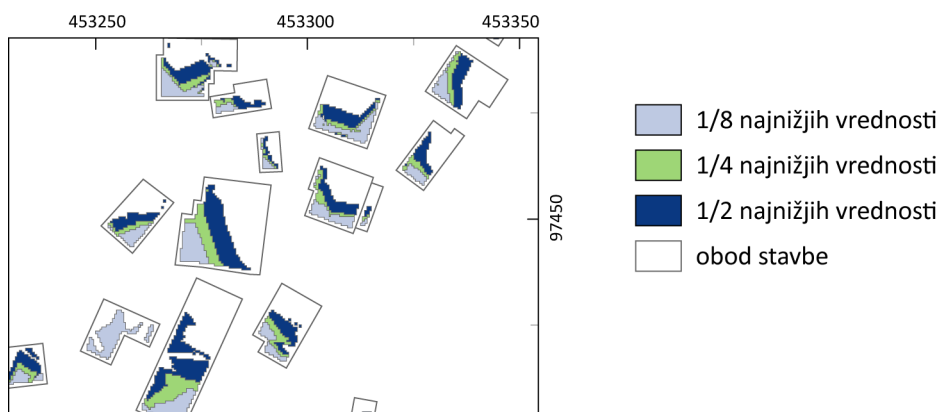 453250
453300
453350
97450
1/8 najnižjih vrednosti
1/4 najnižjih vrednosti
1/2 najnižjih vrednosti
obod stavbe